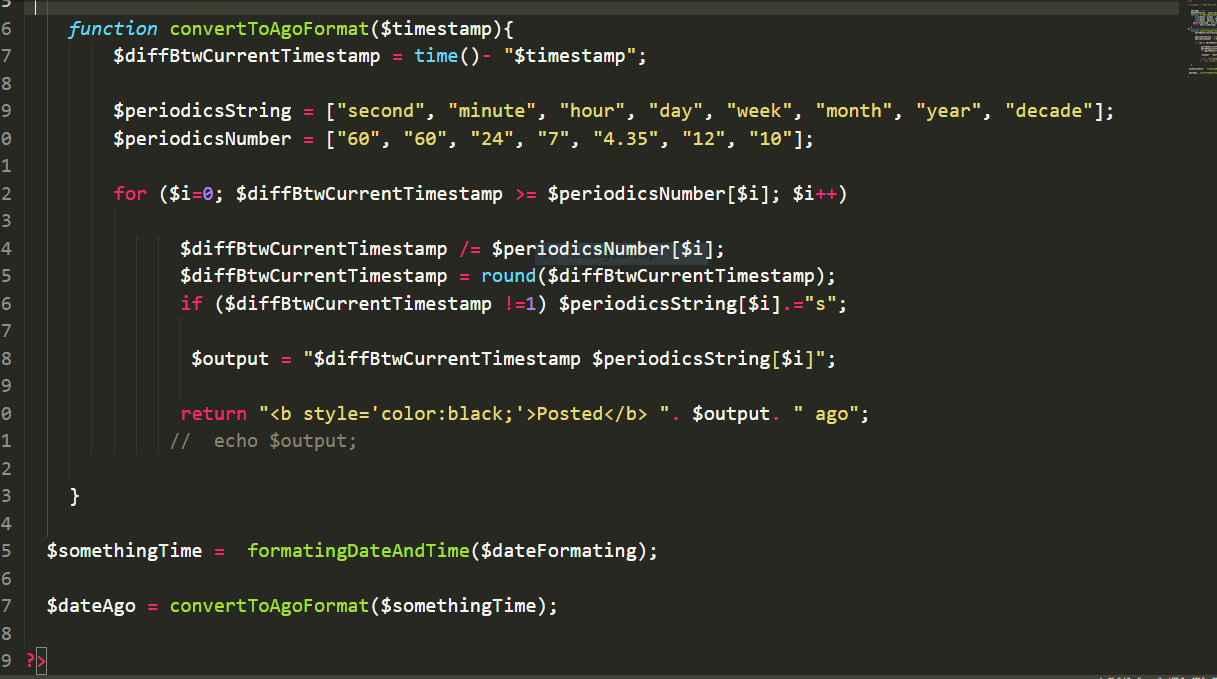 5
6 function convertToAgoFormat($timestamp){
7 $diffBtwCurrentTimestamp = time()- "$timestamp";
8
9 $periodicsString = ["second", "minute", "hour", "day", "week", "month", "year", "decade"];
0 $periodicsNumber = ["60", "60", "24", "7", "4.35", "12", "10"];
1
2 for ($i=0; $diffBtwCurrentTimestamp >= $periodicsNumber[$i]; $i++)
3
4 $diffBtwCurrentTimestamp /= $periodicsNumber[$i];
5 $diffBtwCurrentTimestamp = round($diffBtwCurrentTimestamp);
6 if ($diffBtwCurrentTimestamp !=1) $periodicsString[$i].="s";
7
8 $output = "$diffBtwCurrentTimestamp $periodicsString[$i]";
9
0 return "<b style='color:black;'>Posted</b> ". $output. " ago";
1 // echo $output;
2
3 }
4
5 $somethingTime = formatingDateAndTime($dateFormating);
6
7 $dateAgo = convertToAgoFormat($somethingTime);
8
9 ?>